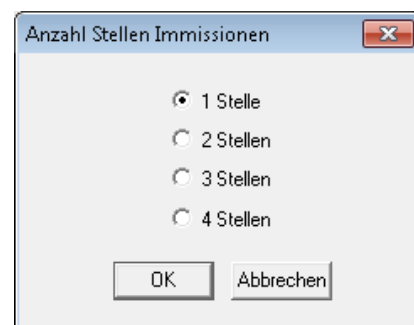 Anzahl Stellen Immissionen
1 Stelle
2 Stellen
3 Stellen
4 Stellen
OK Abbrechen